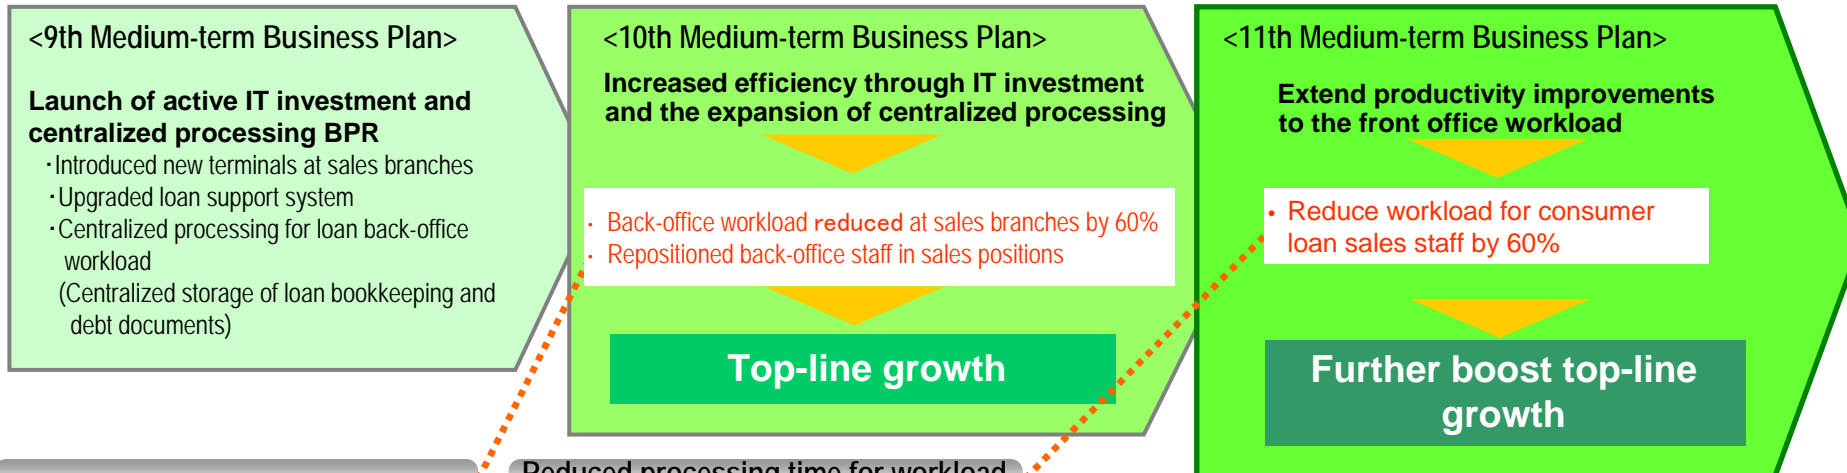 <9th Medium-term Business Plan>
Launch of active IT investment and
centralized processing BPR
・Introduced new terminals at sales branches
・Upgraded loan support system
・Centralized processing for loan back-office
workload
(Centralized storage of loan bookkeeping and
debt documents)
<10th Medium-term Business Plan>
Increased efficiency through IT investment
and the expansion of centralized processing
・ Back-office workload reduced at sales branches by 60%
・ Repositioned back-office staff in sales positions
Top-line growth
<11th Medium-term Business Plan>
Extend productivity improvements
to the front office workload
• Reduce workload for consumer
loan sales staff by 60%
Further boost top-line
growth
Reduced processing time for workload